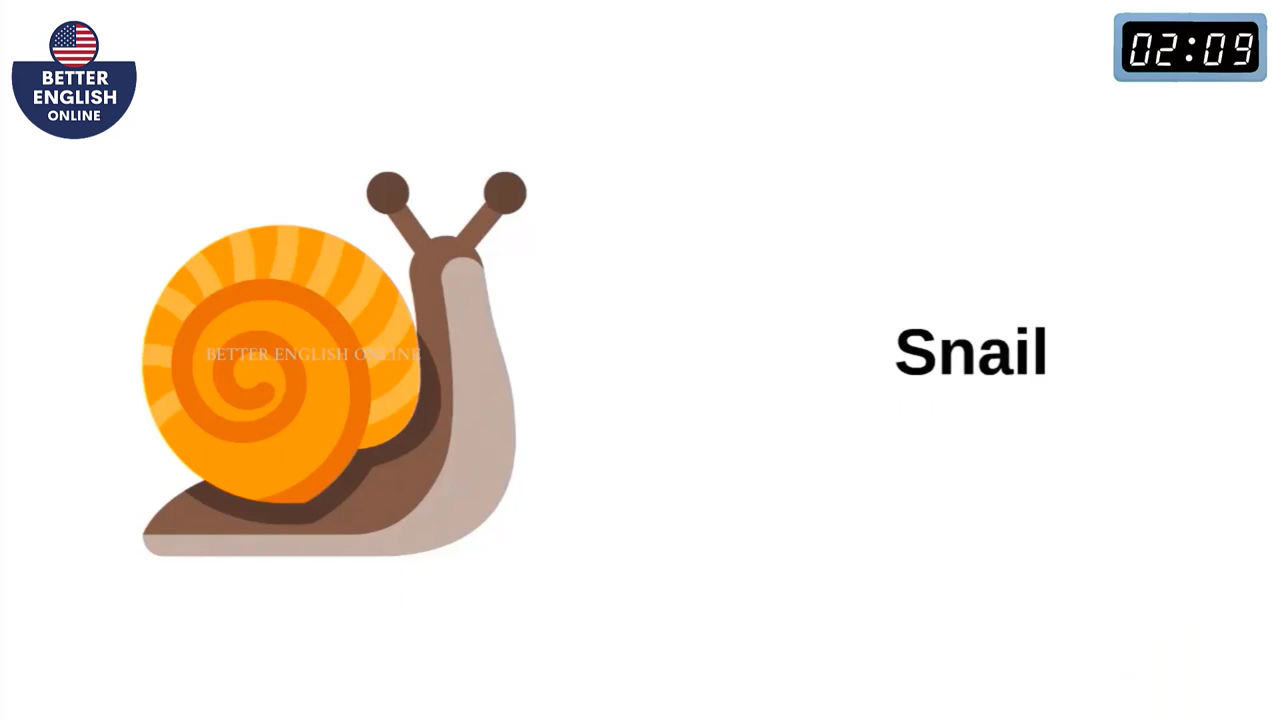 BETTER
ENGLISH
ONLINE
02:09
BETTER ENGLISH ONLINE
Snail